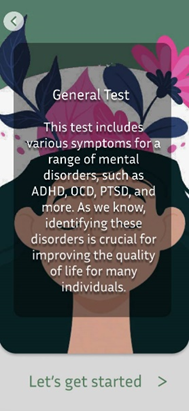 General Test
This test includes
various symptoms for a
range of mental
disorders, such as
ADHD, OCD, PTSD, and
more. As we know,
identifying these
disorders is crucial for
improving the quality
of life for many
individuals.
Let's get started >